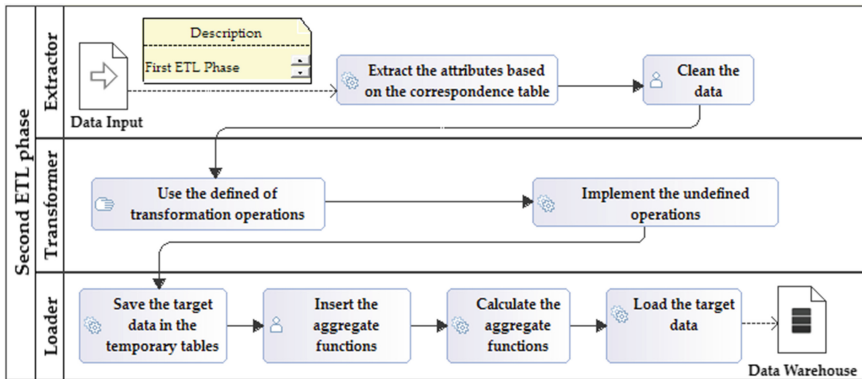 Second ETL phase
Extractor
Description
First ETL Phase
Data Input
Extract the attributes based
on the correspondence table
Clean the
data
Transformer
Use the defined of
transformation operations
Implement the undefined
operations
Loader
Save the target
data in the
temporary tables
Insert the
aggregate
functions
Calculate the
aggregate
functions
Load the target
data
Data Warehouse